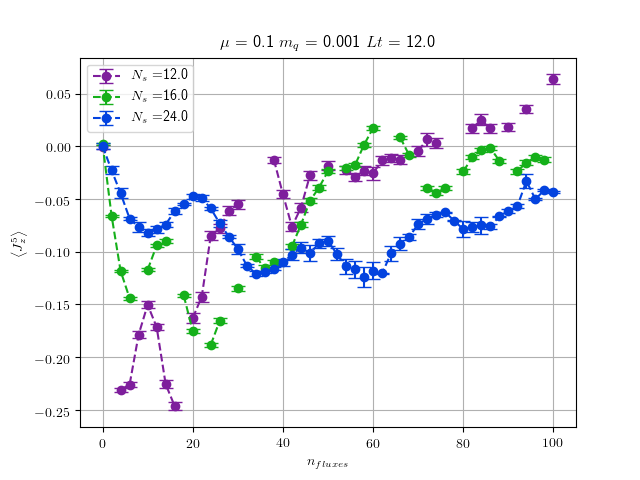 μ = 0.1 m_q = 0.001 Lt = 12.0
N_s =12.0
N_s =16.0
N_s =24.0
0.05
0.00
−0.05
−0.10
−0.15
−0.20
−0.25
⟨J_z^5⟩
0 20 40 60 80 100
n_{fluxes}